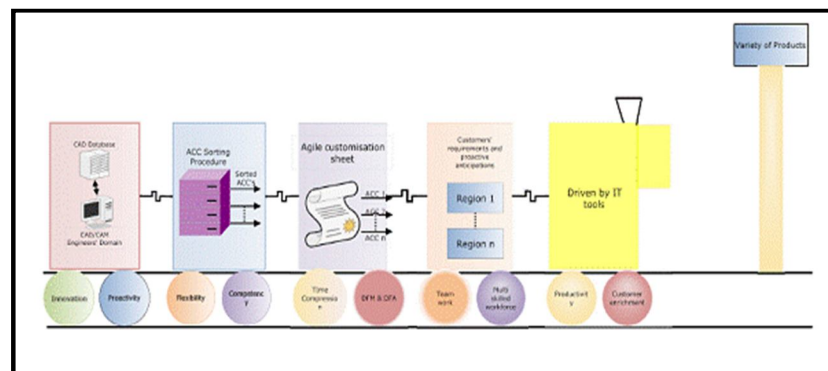 Variety of Products
CAD Database
CAD/CAM
Engineers' Domain
ACC Sorting
Procedure
Sorted
ACC's
Agile customisation
sheet
ACC 1
ACC 2
ACC n
Customers'
requirements and
proactive
anticipations
Region 1
Region n
Driven by IT
tools
Innovation
Proactivity
Flexibility
Competenc
y
Time
Compressio
n
DFM & DFA
Team
work
Multi
skilled
workforce
Productivit
y
Customer
enrichment